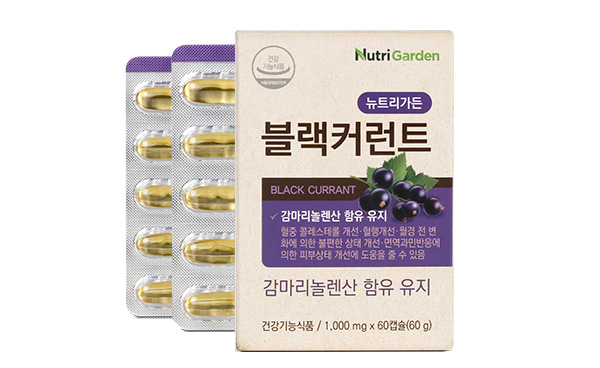 건강
기능식품
NutriGarden
뉴트리가든
블랙커런트
BLACK CURRANT
✓ 감마리놀렌산 함유 유지
혈중 콜레스테롤 개선·혈행개선·월경 전 변
화에 의한 불편한 상태 개선·면역과민반응에
의한 피부상태 개선에 도움을 줄 수 있음
감마리놀렌산 함유 유지
건강기능식품 / 1,000 mg x 60캡슐(60 g)